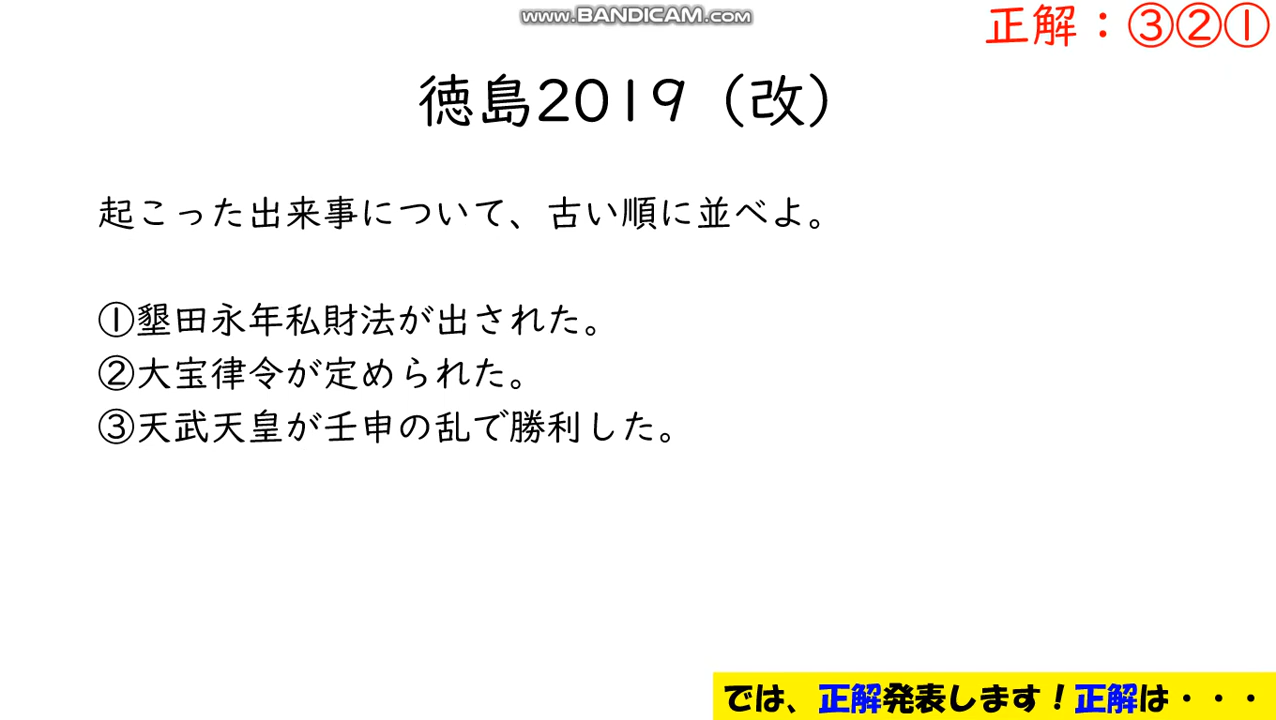 www.BANDICAM.com
正解：③②①
徳島2019（改）
起こった出来事について、古い順に並べよ。
①墾田永年私財法が出された。
②大宝律令が定められた。
③天武天皇が壬申の乱で勝利した。
では、正解発表します！正解は・・・